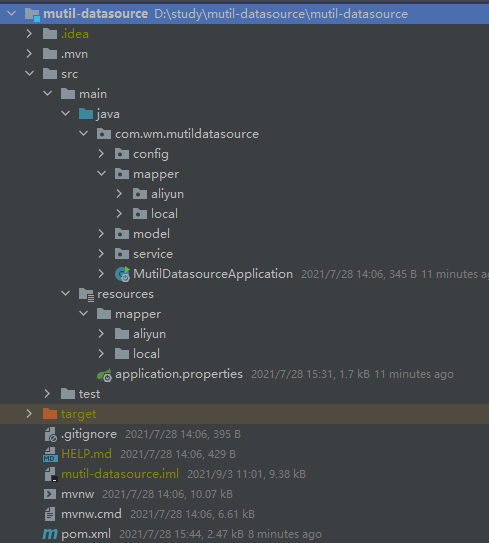 mutil-datasource D:\study\mutil-datasource\mutil-datasource
.idea
.mvn
src
main
java
com.wm.mutildatasource
config
mapper
aliyun
local
model
service
MutilDatasourceApplication 2021/7/28 14:06, 345 B 11 minutes ago
resources
mapper
aliyun
local
application.properties 2021/7/28 15:31, 1.7 kB 11 minutes ago
test
target
.gitignore 2021/7/28 14:06, 395 B
HELP.md 2021/7/28 14:06, 429 B
mutil-datasource.iml 2021/9/3 11:01, 9.38 kB
mvnw 2021/7/28 14:06, 10.07 kB
mvnw.cmd 2021/7/28 14:06, 6.61 kB
pom.xml 2021/7/28 15:44, 2.47 kB 8 minutes ago